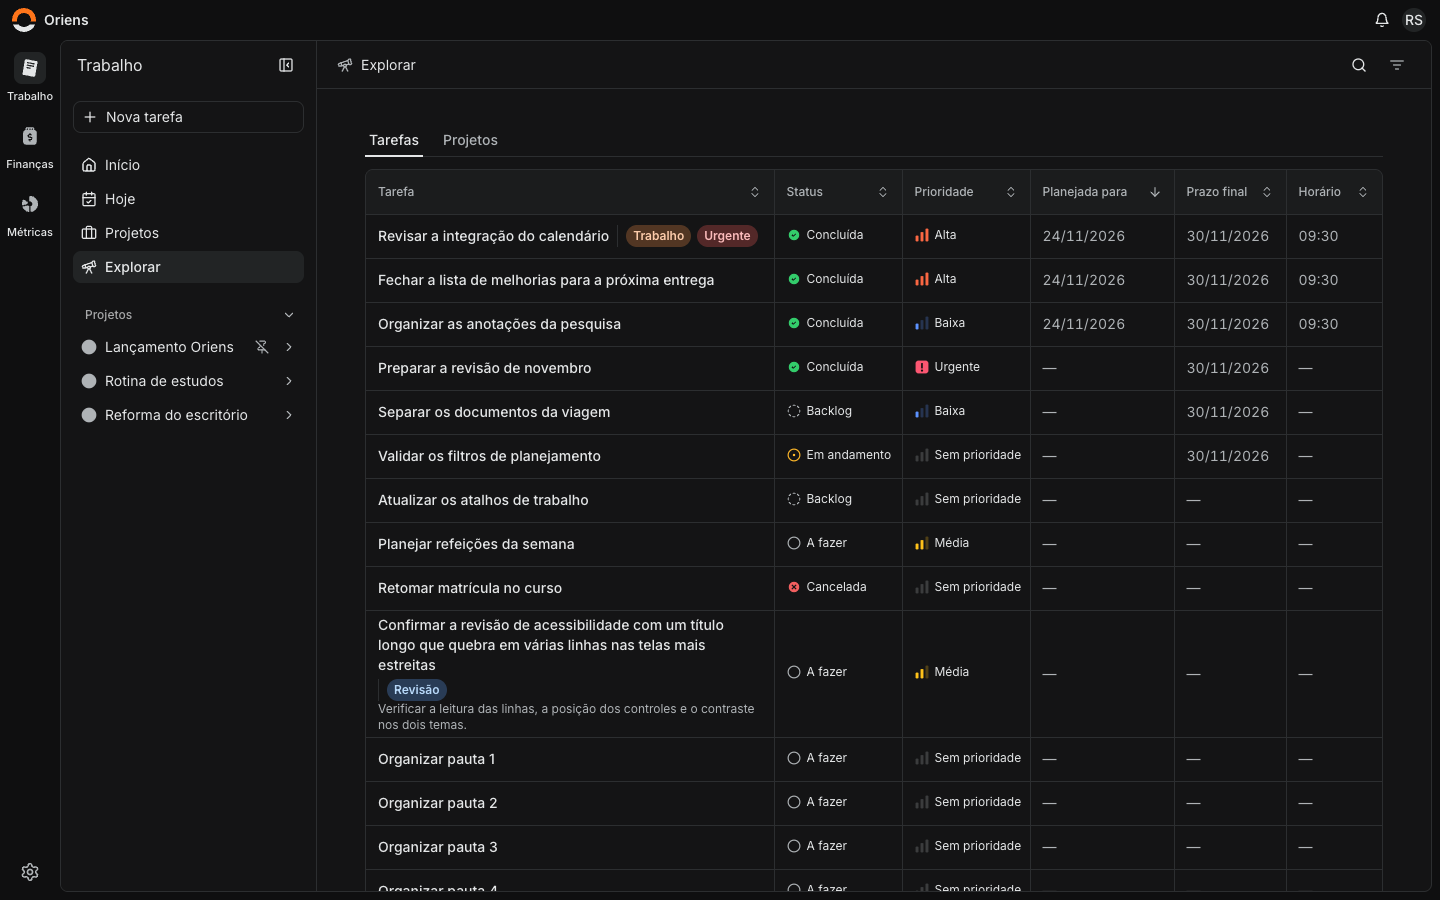 Oriens
RS
Trabalho
Finanças
Métricas
Trabalho
Nova tarefa
Início
Hoje
Projetos
Explorar
Projetos
Lançamento Oriens
Rotina de estudos
Reforma do escritório
Explorar
Tarefas Projetos
Tarefa Status Prioridade Planejada para Prazo final Horário
Revisar a integração do calendário Trabalho Urgente Concluída Alta 24/11/2026 30/11/2026 09:30
Fechar a lista de melhorias para a próxima entrega Concluída Alta 24/11/2026 30/11/2026 09:30
Organizar as anotações da pesquisa Concluída Baixa 24/11/2026 30/11/2026 09:30
Preparar a revisão de novembro Concluída Urgente — 30/11/2026 —
Separar os documentos da viagem Backlog Baixa — 30/11/2026 —
Validar os filtros de planejamento Em andamento Sem prioridade — 30/11/2026 —
Atualizar os atalhos de trabalho Backlog Sem prioridade — — —
Planejar refeições da semana A fazer Média — — —
Retomar matrícula no curso Cancelada Sem prioridade — — —
Confirmar a revisão de acessibilidade com um título
longo que quebra em várias linhas nas telas mais
estreitas
Revisão
Verificar a leitura das linhas, a posição dos controles e o contraste
nos dois temas.
A fazer Média — — —
Organizar pauta 1 A fazer Sem prioridade — — —
Organizar pauta 2 A fazer Sem prioridade — — —
Organizar pauta 3 A fazer Sem prioridade — — —
Organizar pauta 4 A fazer Sem prioridade